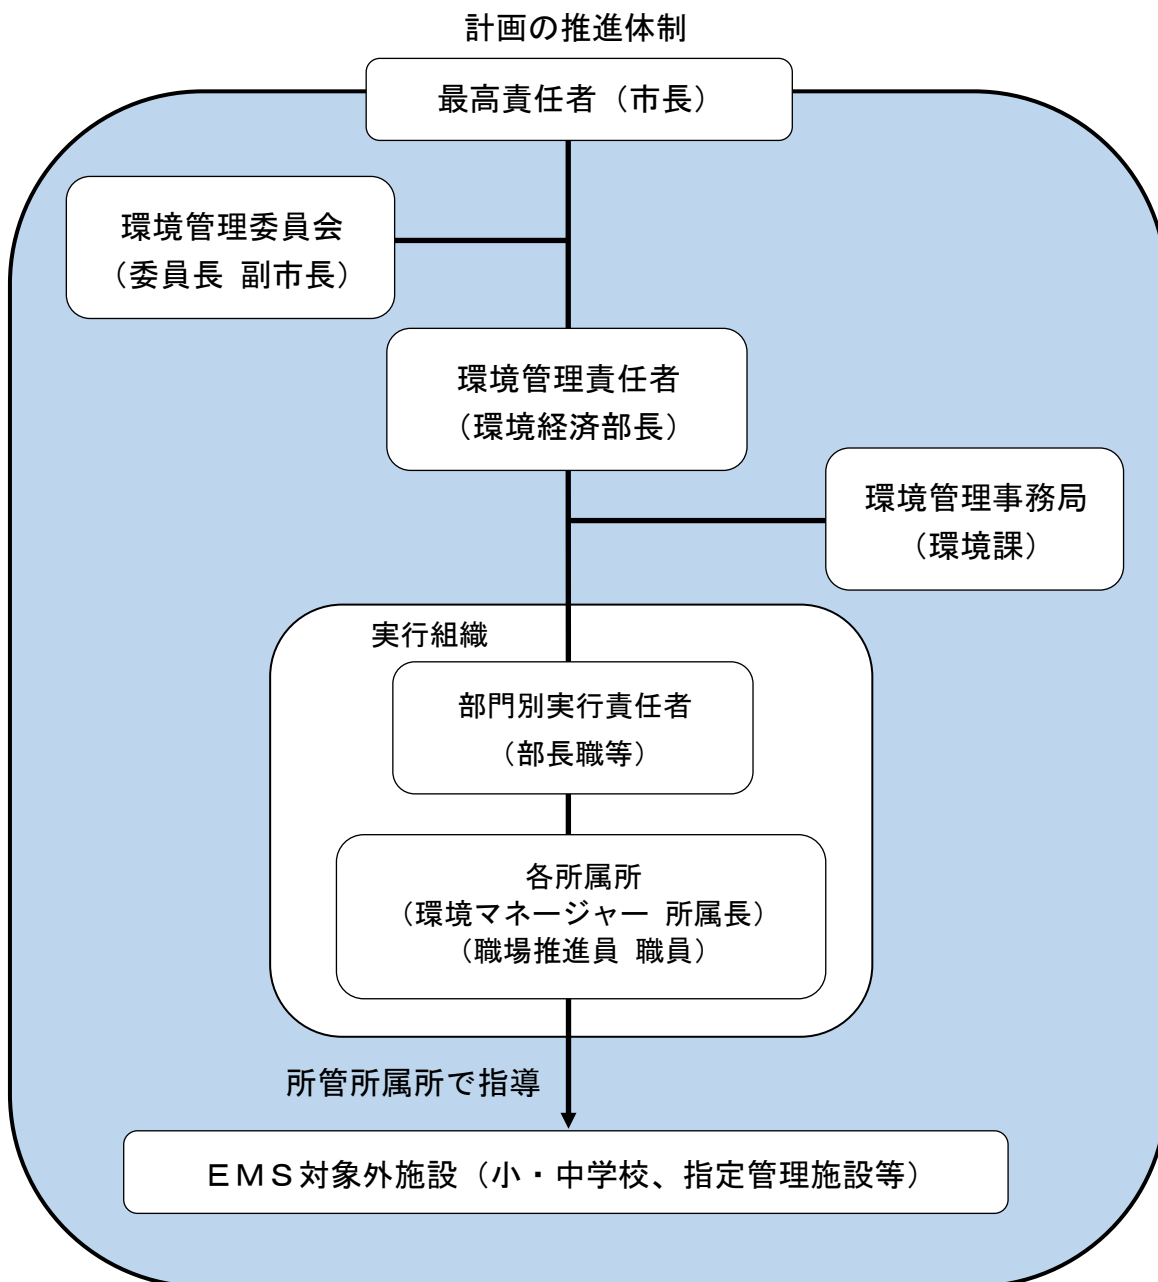 計画の推進体制
最高責任者（市長）
環境管理委員会
（委員長 副市長）
環境管理責任者
（環境経済部長）
環境管理事務局
（環境課）
実行組織
部門別実行責任者
（部長職等）
各所属所
（環境マネージャー 所属長）
（職場推進員 職員）
所管所属所で指導
ＥＭＳ対象外施設（小・中学校、指定管理施設等）